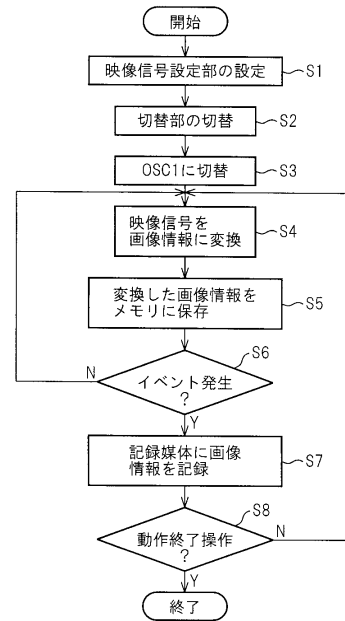 開始
映像信号設定部の設定
S1
切替部の切替
S2
OSC1に切替
S3
映像信号を
画像情報に変換
S4
変換した画像情報を
メモリに保存
S5
S6
イベント発生
?
N
Y
記録媒体に画像
情報を記録
S7
S8
動作終了操作
?
N
Y
終了